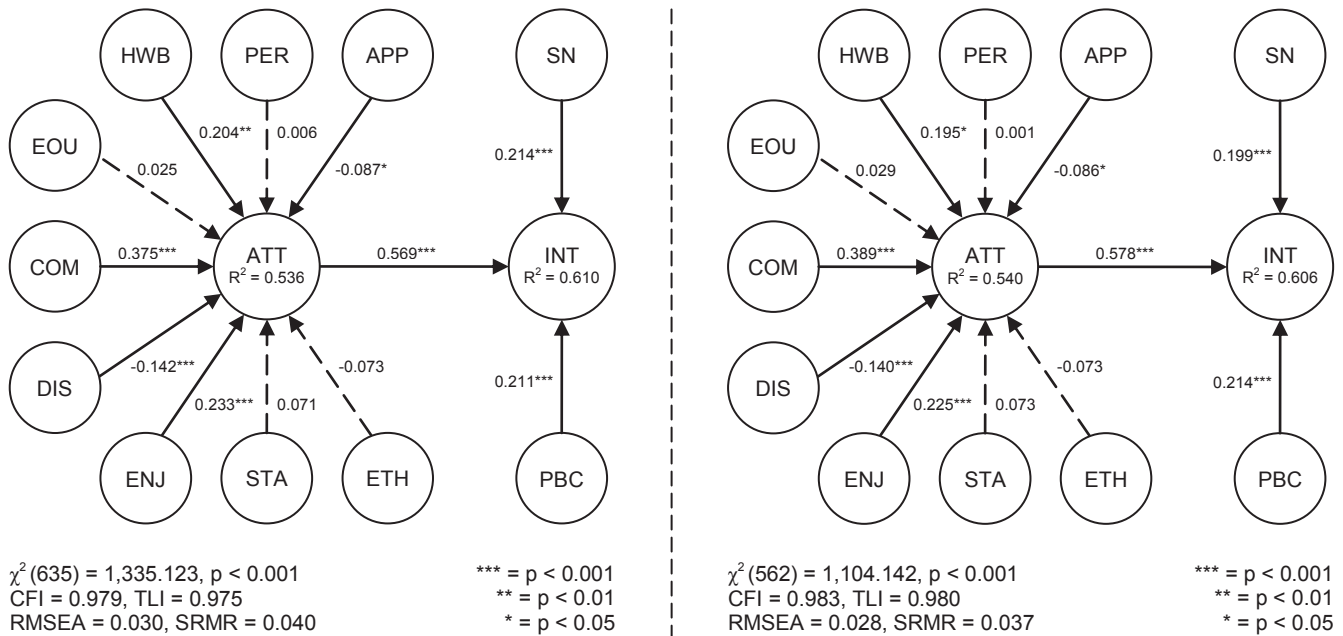 HWB
PER
APP
SN
EOU
0.204**
0.006
0.025
-0.087*
0.214***
COM
0.375***
ATT
R² = 0.536
0.569***
INT
R² = 0.610
DIS
-0.142***
-0.073
0.233***
0.071
0.211***
ENJ
STA
ETH
PBC
χ² (635) = 1,335.123, p < 0.001
CFI = 0.979, TLI = 0.975
RMSEA = 0.030, SRMR = 0.040
*** = p < 0.001
** = p < 0.01
* = p < 0.05
HWB
PER
APP
SN
EOU
0.195*
0.001
0.029
-0.086*
0.199***
COM
0.389***
ATT
R² = 0.540
0.578***
INT
R² = 0.606
DIS
-0.140***
-0.073
0.225***
0.073
0.214***
ENJ
STA
ETH
PBC
χ² (562) = 1,104.142, p < 0.001
CFI = 0.983, TLI = 0.980
RMSEA = 0.028, SRMR = 0.037
*** = p < 0.001
** = p < 0.01
* = p < 0.05